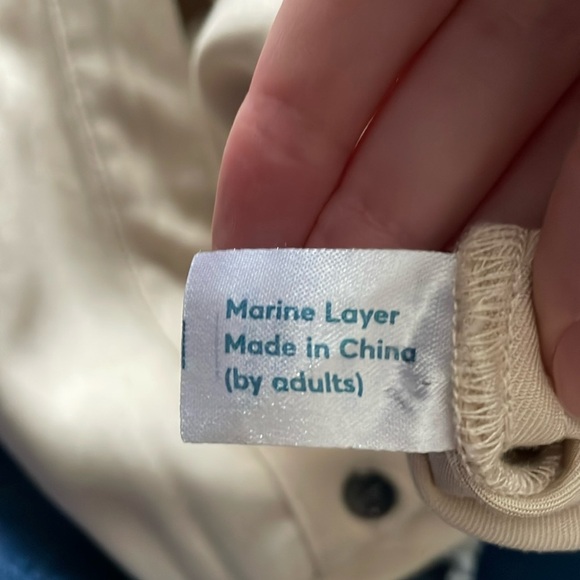 Marine Layer
Made in China
(by adults)